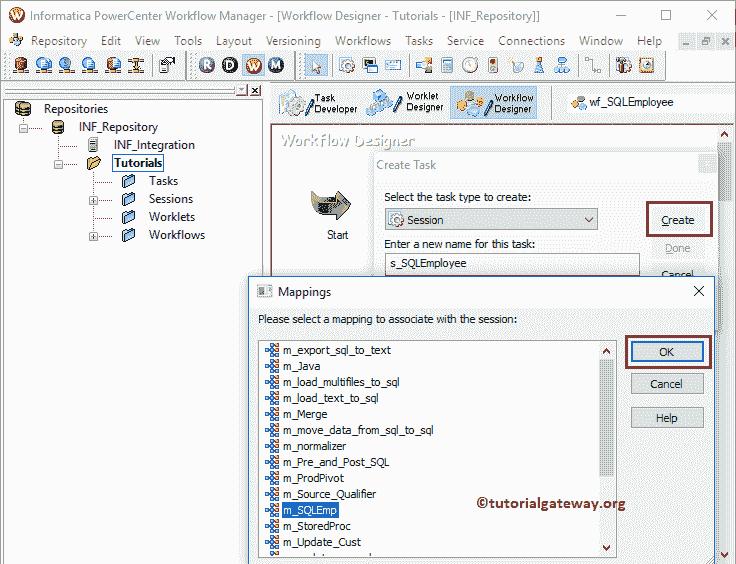 Informatica PowerCenter Workflow Manager - [Workflow Designer - Tutorials - [INF_Repository]]
Repository Edit View Tools Layout Versioning Workflows Tasks Service Connections Window Help
R D W M
Repositories
INF_Repository
INF_Integration
Tutorials
Tasks
Sessions
Worklets
Workflows
Task Developer
Worklet Designer
Workflow Designer
wf_SQLEmployee
Workflow Designer
Start
Create Task
Select the task type to create:
Session
Create
Enter a new name for this task:
Done
s_SQLEmployee
Cancel
Mappings
Please select a mapping to associate with the session:
m_export_sql_to_text
m_Java
m_load_multifiles_to_sql
m_load_text_to_sql
m_Merge
m_move_data_from_sql_to_sql
m_normalizer
m_Pre_and_Post_SQL
m_ProdPivot
m_Source_Qualifier
m_SQLEmp
m_StoredProc
m_Update_Cust
OK
Cancel
Help
©tutorialgateway.org